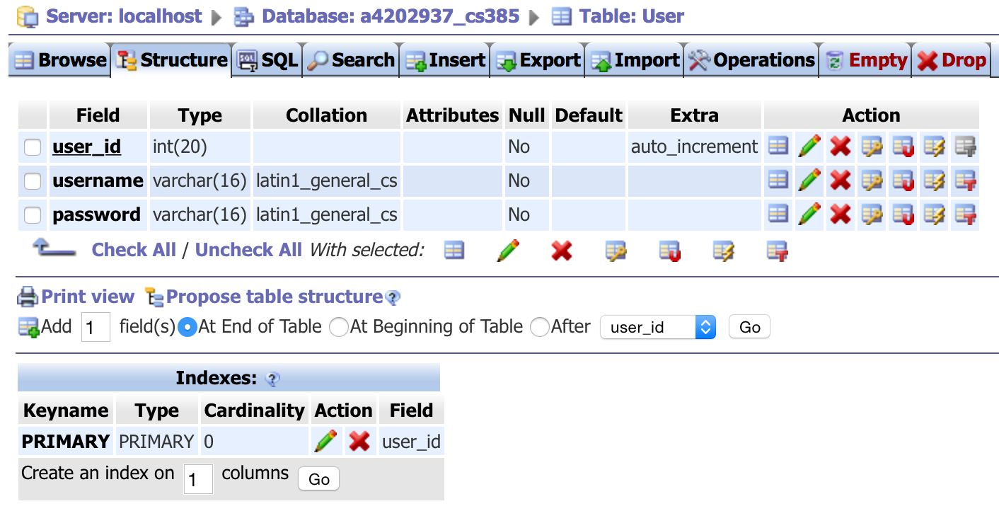 Server: localhost Database: a4202937_cs385 Table: User
Browse Structure SQL Search Insert Export Import Operations Empty Drop
Field Type Collation Attributes Null Default Extra Action
user_id int(20) No auto_increment
username varchar(16) latin1_general_cs No
password varchar(16) latin1_general_cs No
Check All / Uncheck All With selected:
Print view Propose table structure
Add 1 field(s) At End of Table At Beginning of Table After user_id Go
Indexes:
Keyname Type Cardinality Action Field
PRIMARY PRIMARY 0 user_id
Create an index on 1 columns Go